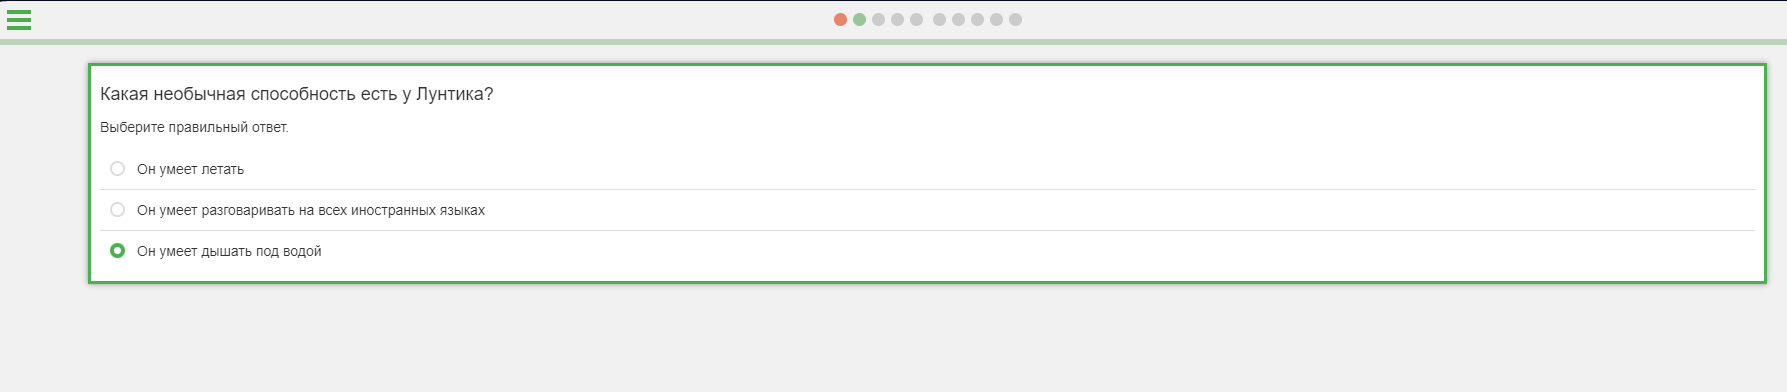 Какая необычная способность есть у Лунтика?
Выберите правильный ответ.
Он умеет летать
Он умеет разговаривать на всех иностранных языках
Он умеет дышать под водой